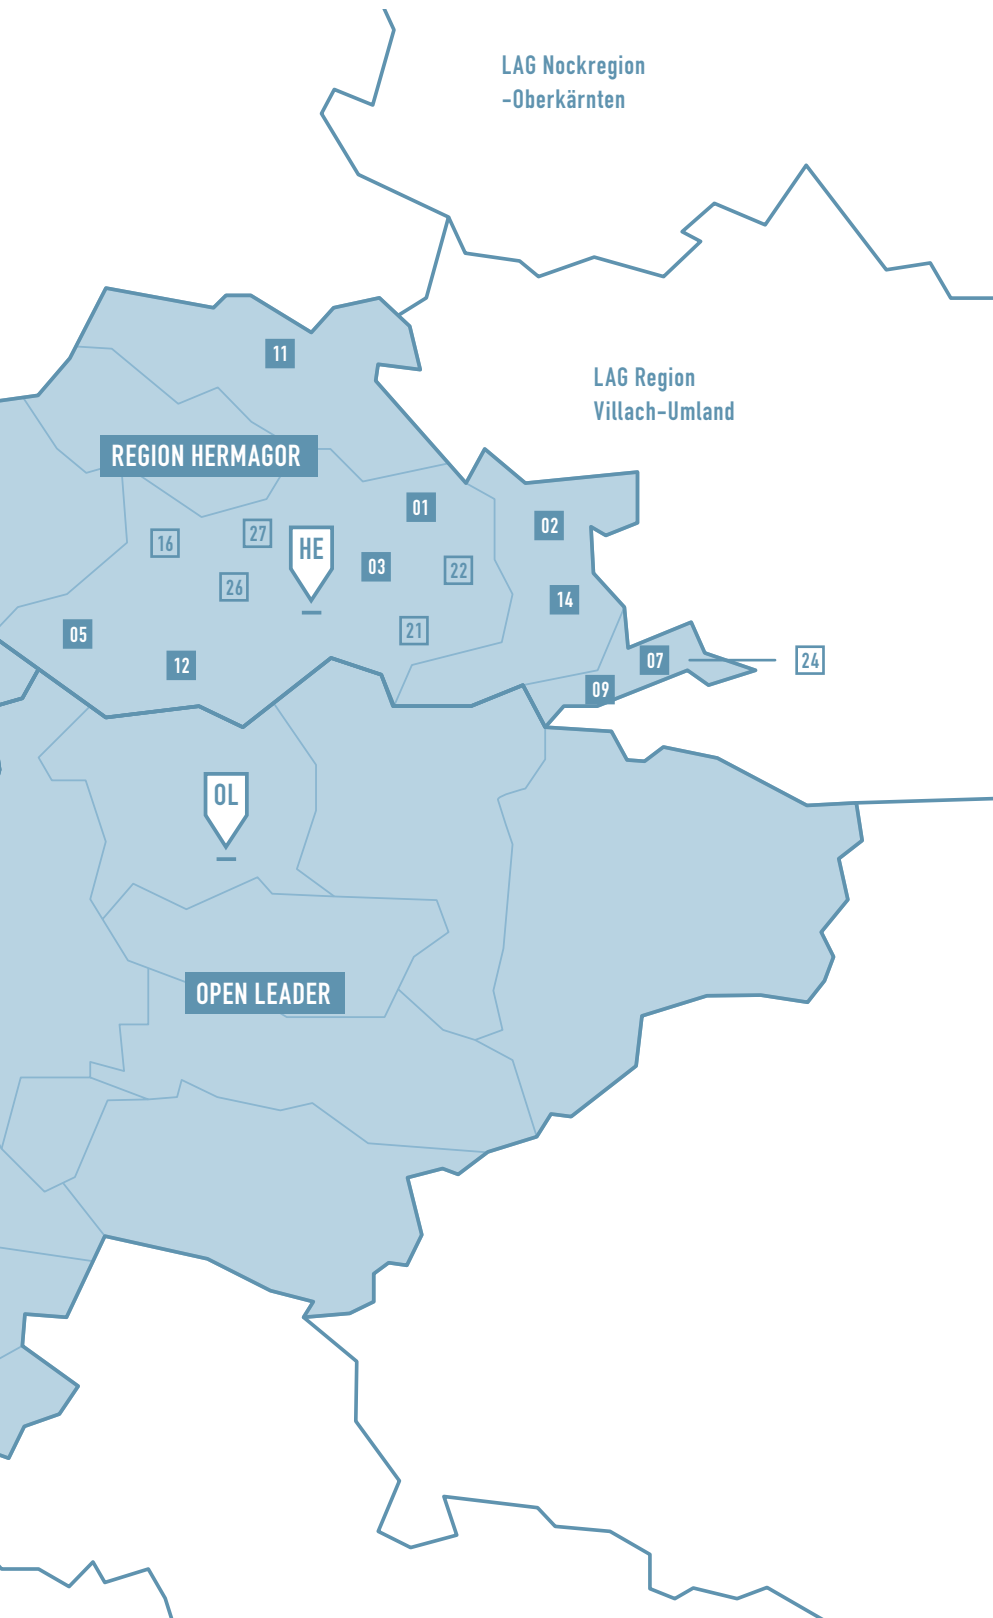 LAG Nockregion
-Oberkärnten
11
LAG Region
Villach-Umland
REGION HERMAGOR
01
02
16
27
HE
03
22
26
14
21
05
12
07
24
09
OL
OPEN LEADER